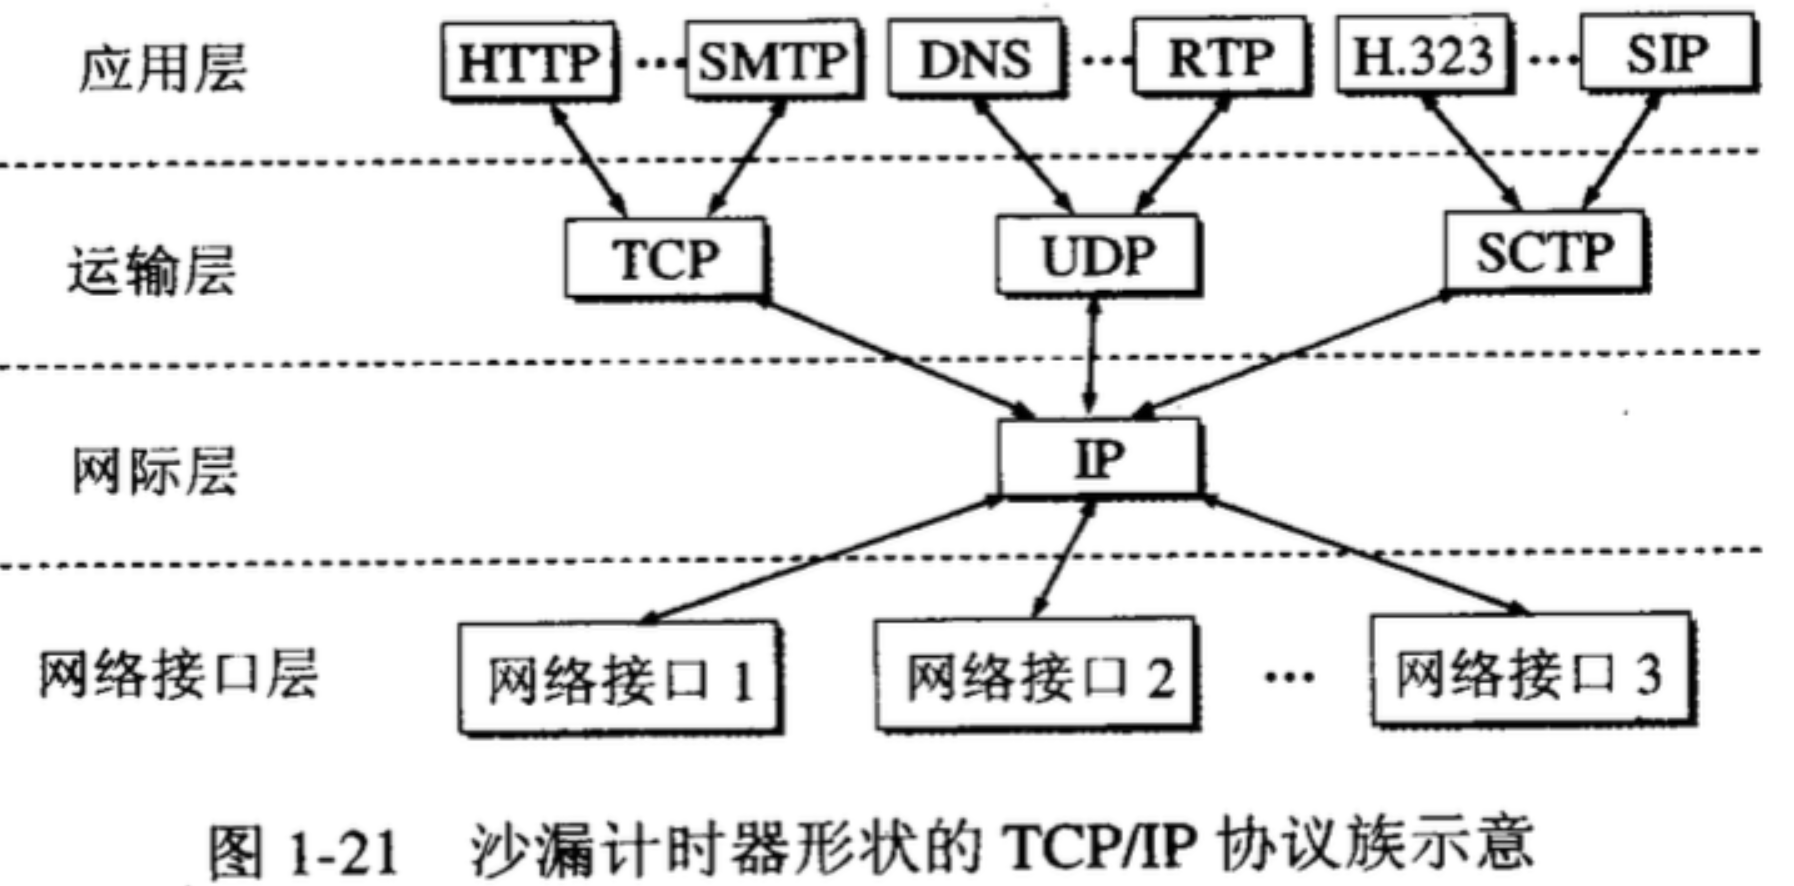 应用层 HTTP ··· SMTP DNS ··· RTP H.323 ··· SIP
运输层 TCP UDP SCTP
网际层 IP
网络接口层 网络接口 1 网络接口 2 ··· 网络接口 3
图 1-21 沙漏计时器形状的 TCP/IP 协议族示意